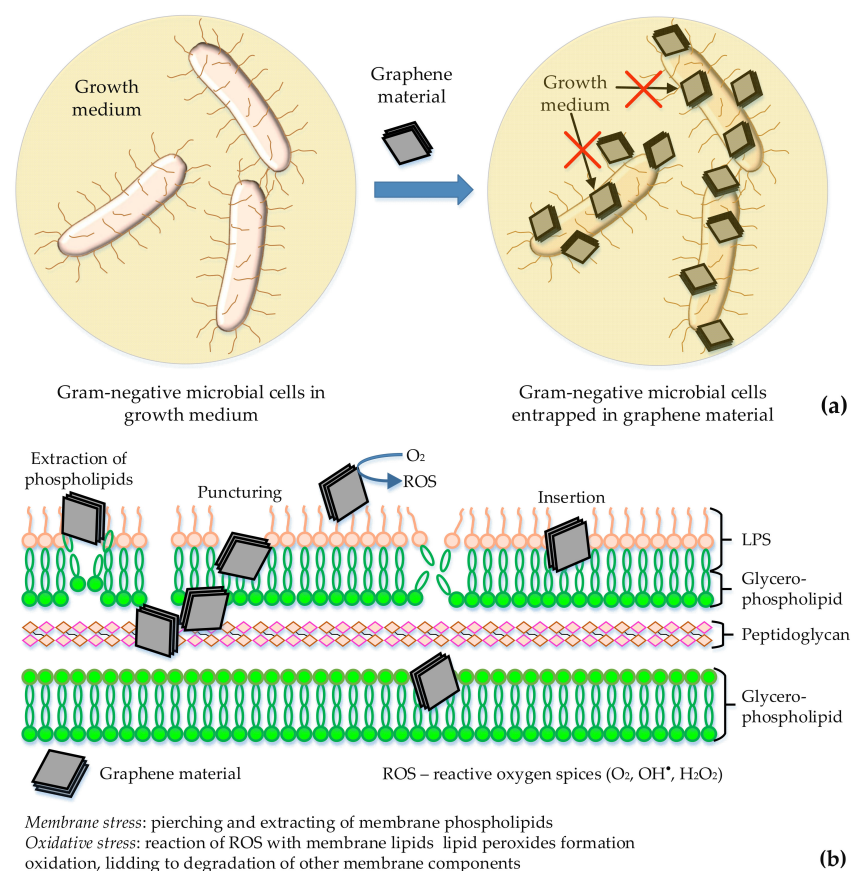 Growth
medium
Graphene
material
Growth
medium
Gram-negative microbial cells in
growth medium
Gram-negative microbial cells
entrapped in graphene material
(a)
Extraction of
phospholipids
Puncturing
O₂
ROS
Insertion
LPS
Glycero-
phospholipid
Peptidoglycan
Glycero-
phospholipid
Graphene material
ROS – reactive oxygen spices (O₂, OH•, H₂O₂)
Membrane stress: pierching and extracting of membrane phospholipids
Oxidative stress: reaction of ROS with membrane lipids lipid peroxides formation
oxidation, lidding to degradation of other membrane components
(b)